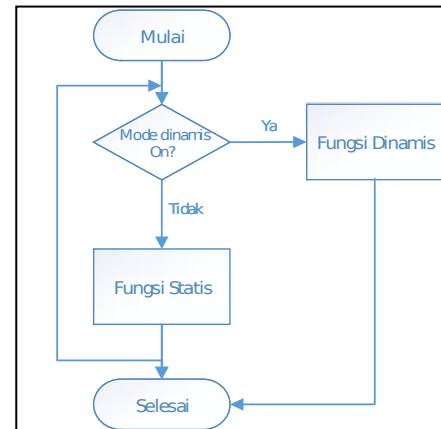 Mulai
Mode dinamis
On?
Ya
Fungsi Dinamis
Tidak
Fungsi Statis
Selesai